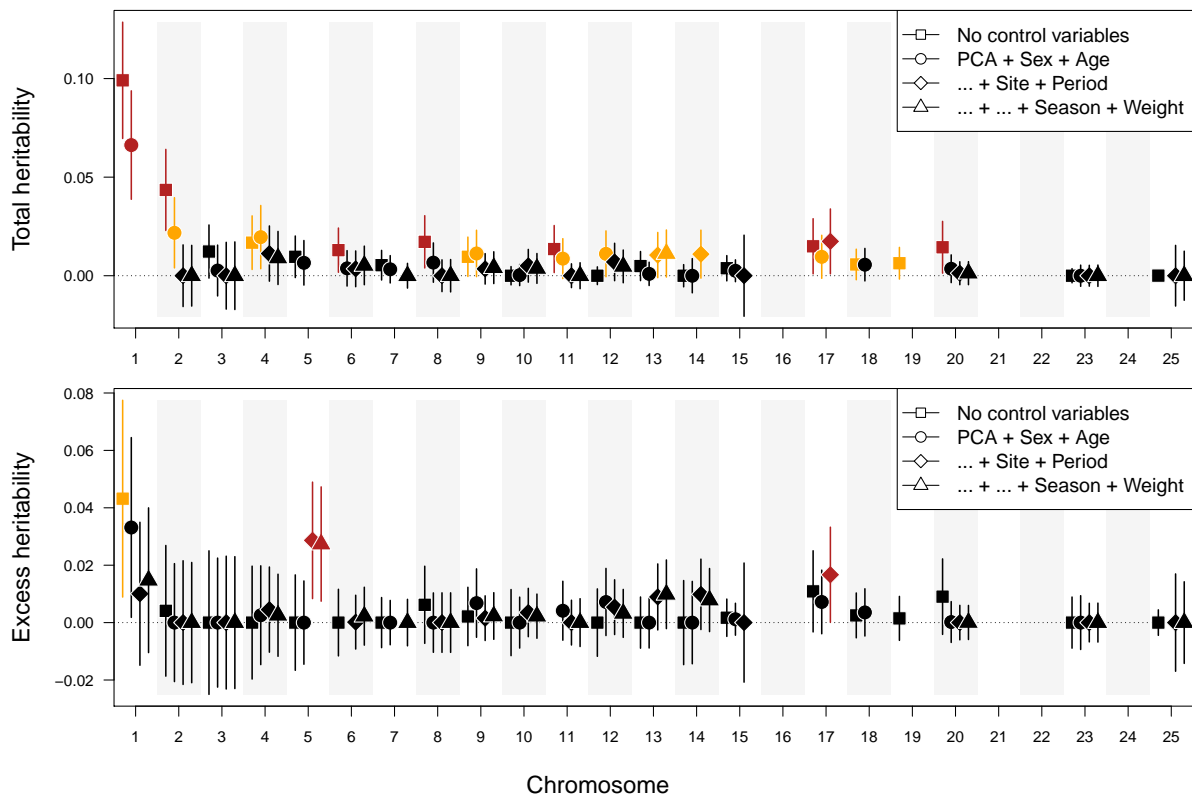 Total heritability
0.10
0.05
0.00
No control variables
PCA + Sex + Age
... + Site + Period
... + ... + Season + Weight
1 2 3 4 5 6 7 8 9 10 11 12 13 14 15 16 17 18 19 20 21 22 23 24 25
Excess heritability
0.08
0.06
0.04
0.02
0.00
−0.02
No control variables
PCA + Sex + Age
... + Site + Period
... + ... + Season + Weight
1 2 3 4 5 6 7 8 9 10 11 12 13 14 15 16 17 18 19 20 21 22 23 24 25
Chromosome